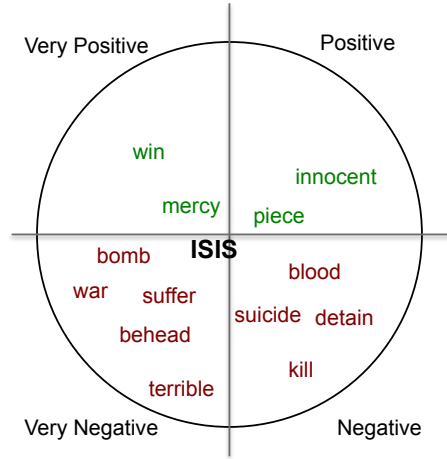 Very Positive
Positive
win
innocent
mercy
piece
ISIS
bomb
blood
war
suffer
suicide
detain
behead
kill
terrible
Very Negative
Negative